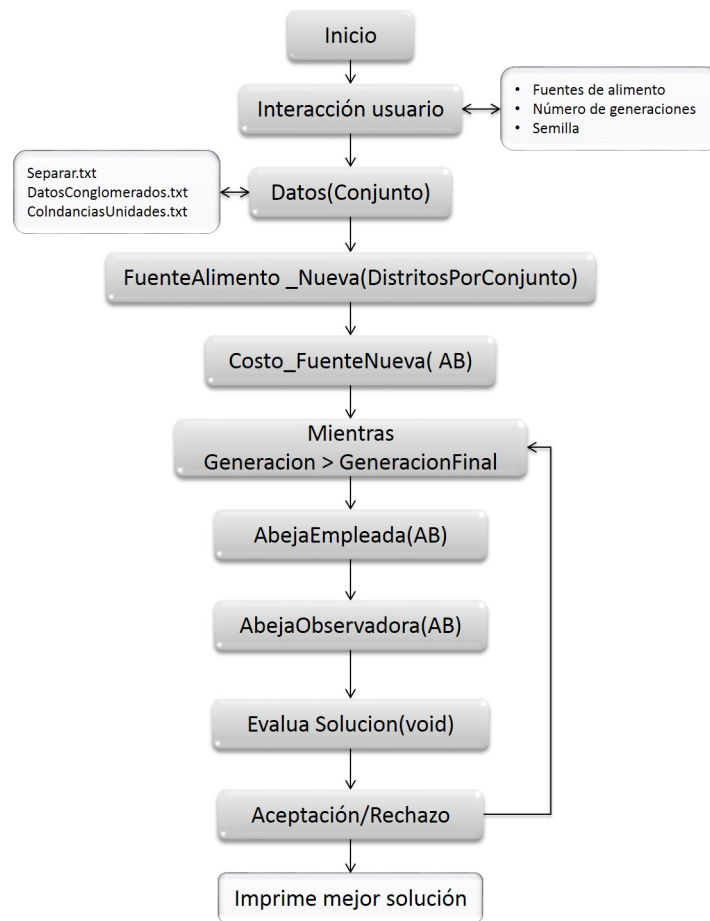 Inicio
Interacción usuario
• Fuentes de alimento
• Número de generaciones
• Semilla
Separar.txt
DatosConglomerados.txt
ColndanciasUnidades.txt
Datos(Conjunto)
FuenteAlimento _Nueva(DistritosPorConjunto)
Costo_FuenteNueva( AB)
Mientras
Generacion > GeneracionFinal
AbejaEmpleada(AB)
AbejaObservadora(AB)
Evalua Solucion(void)
Aceptación/Rechazo
Imprime mejor solución